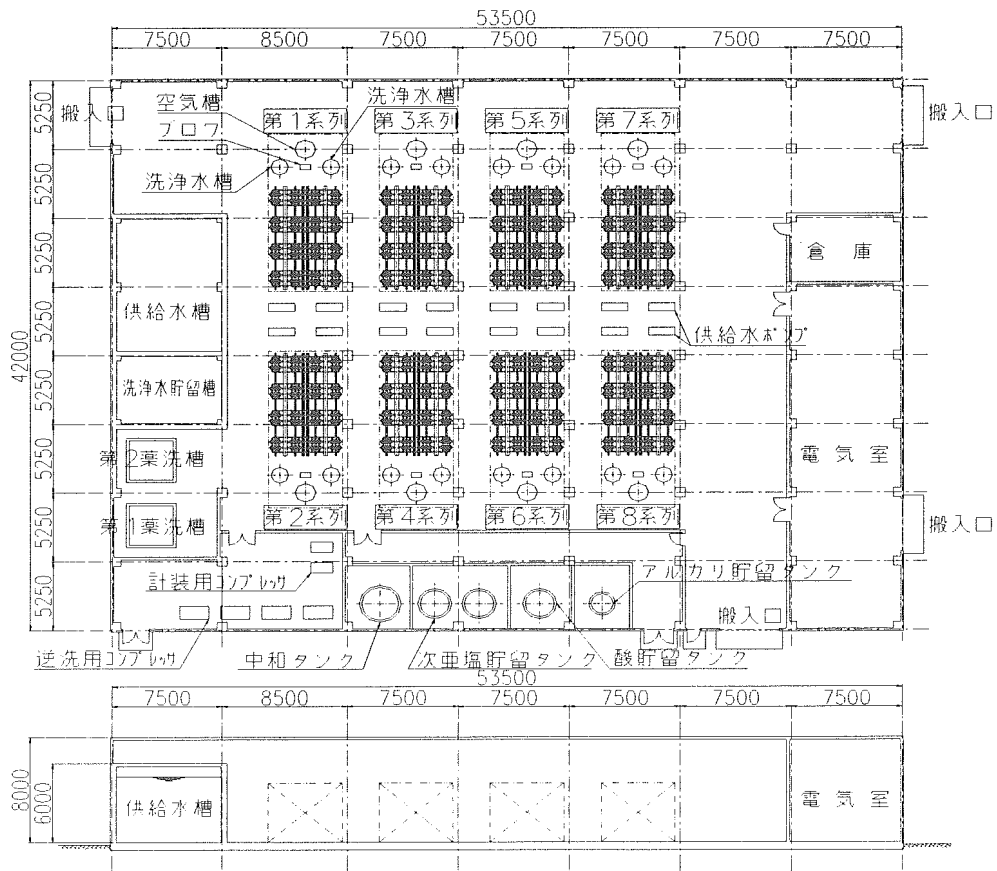 53500
7500 8500 7500 7500 7500 7500 7500
搬入口
空気槽
ブロワ
洗浄水槽
洗浄水槽
第1系列 第3系列 第5系列 第7系列
搬入口
5250
5250
5250
5250
5250
5250
5250
5250
42000
供給水槽
倉庫
供給水ポンプ
洗浄水貯留槽
第2薬洗槽
電気室
第1薬洗槽
第2系列 第4系列 第6系列 第8系列
搬入口
計装用コンプレッサ
アルカリ貯留タンク
搬入口
逆洗用コンプレッサ
中和タンク
次亜塩貯留タンク
酸貯留タンク
53500
7500 8500 7500 7500 7500 7500 7500
8000
6000
供給水槽
電気室